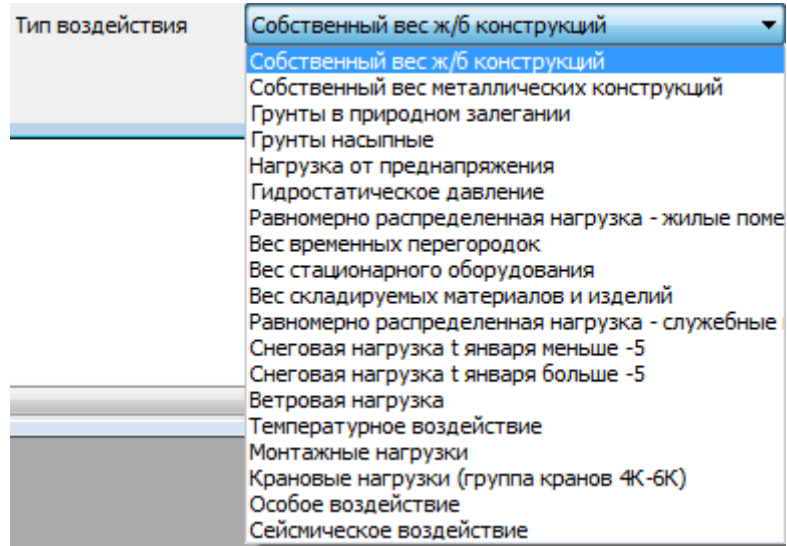 Тип воздействия
Собственный вес ж/б конструкций
Собственный вес ж/б конструкций
Собственный вес металлических конструкций
Грунты в природном залегании
Грунты насыпные
Нагрузка от преднапряжения
Гидростатическое давление
Равномерно распределенная нагрузка - жилые поме
Вес временных перегородок
Вес стационарного оборудования
Вес складируемых материалов и изделий
Равномерно распределенная нагрузка - служебные
Снеговая нагрузка t января меньше -5
Снеговая нагрузка t января больше -5
Ветровая нагрузка
Температурное воздействие
Монтажные нагрузки
Крановые нагрузки (группа кранов 4К-6К)
Особое воздействие
Сейсмическое воздействие